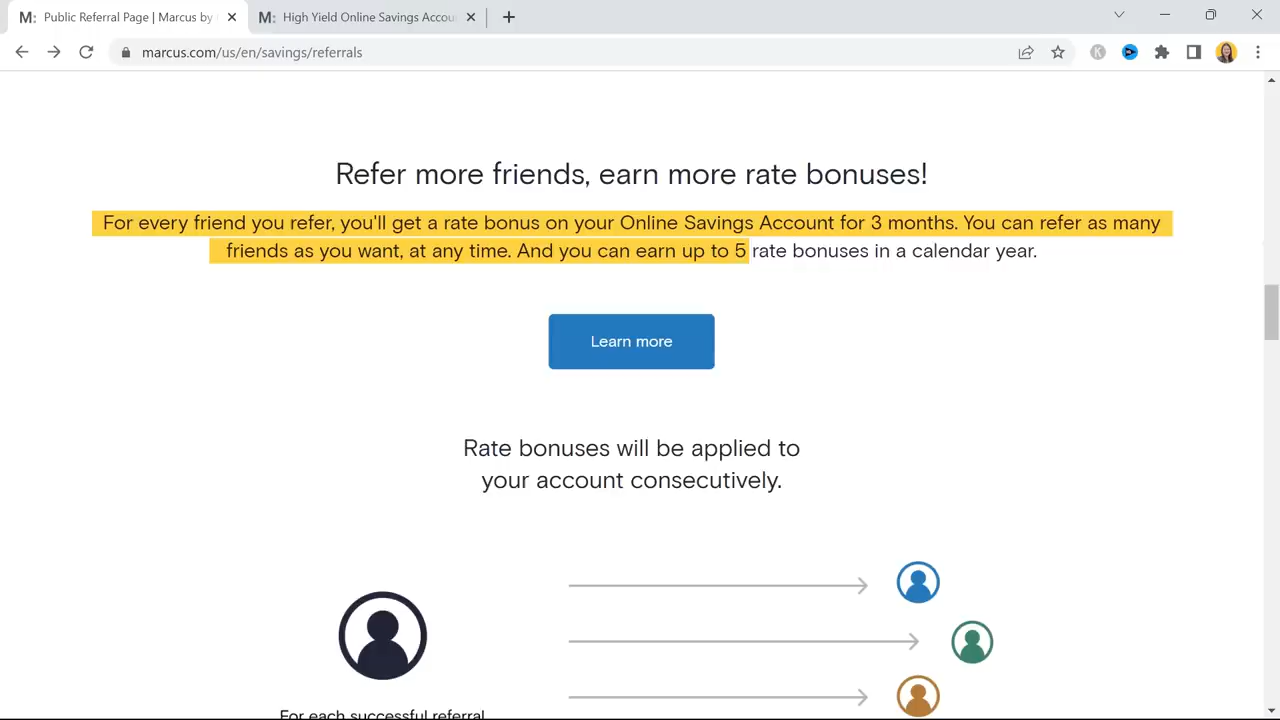 M: Public Referral Page | Marcus by
M: High Yield Online Savings Accou
marcus.com/us/en/savings/referrals
K
Refer more friends, earn more rate bonuses!
For every friend you refer, you'll get a rate bonus on your Online Savings Account for 3 months. You can refer as many
friends as you want, at any time. And you can earn up to 5 rate bonuses in a calendar year.
Learn more
Rate bonuses will be applied to
your account consecutively.
For each successful referral